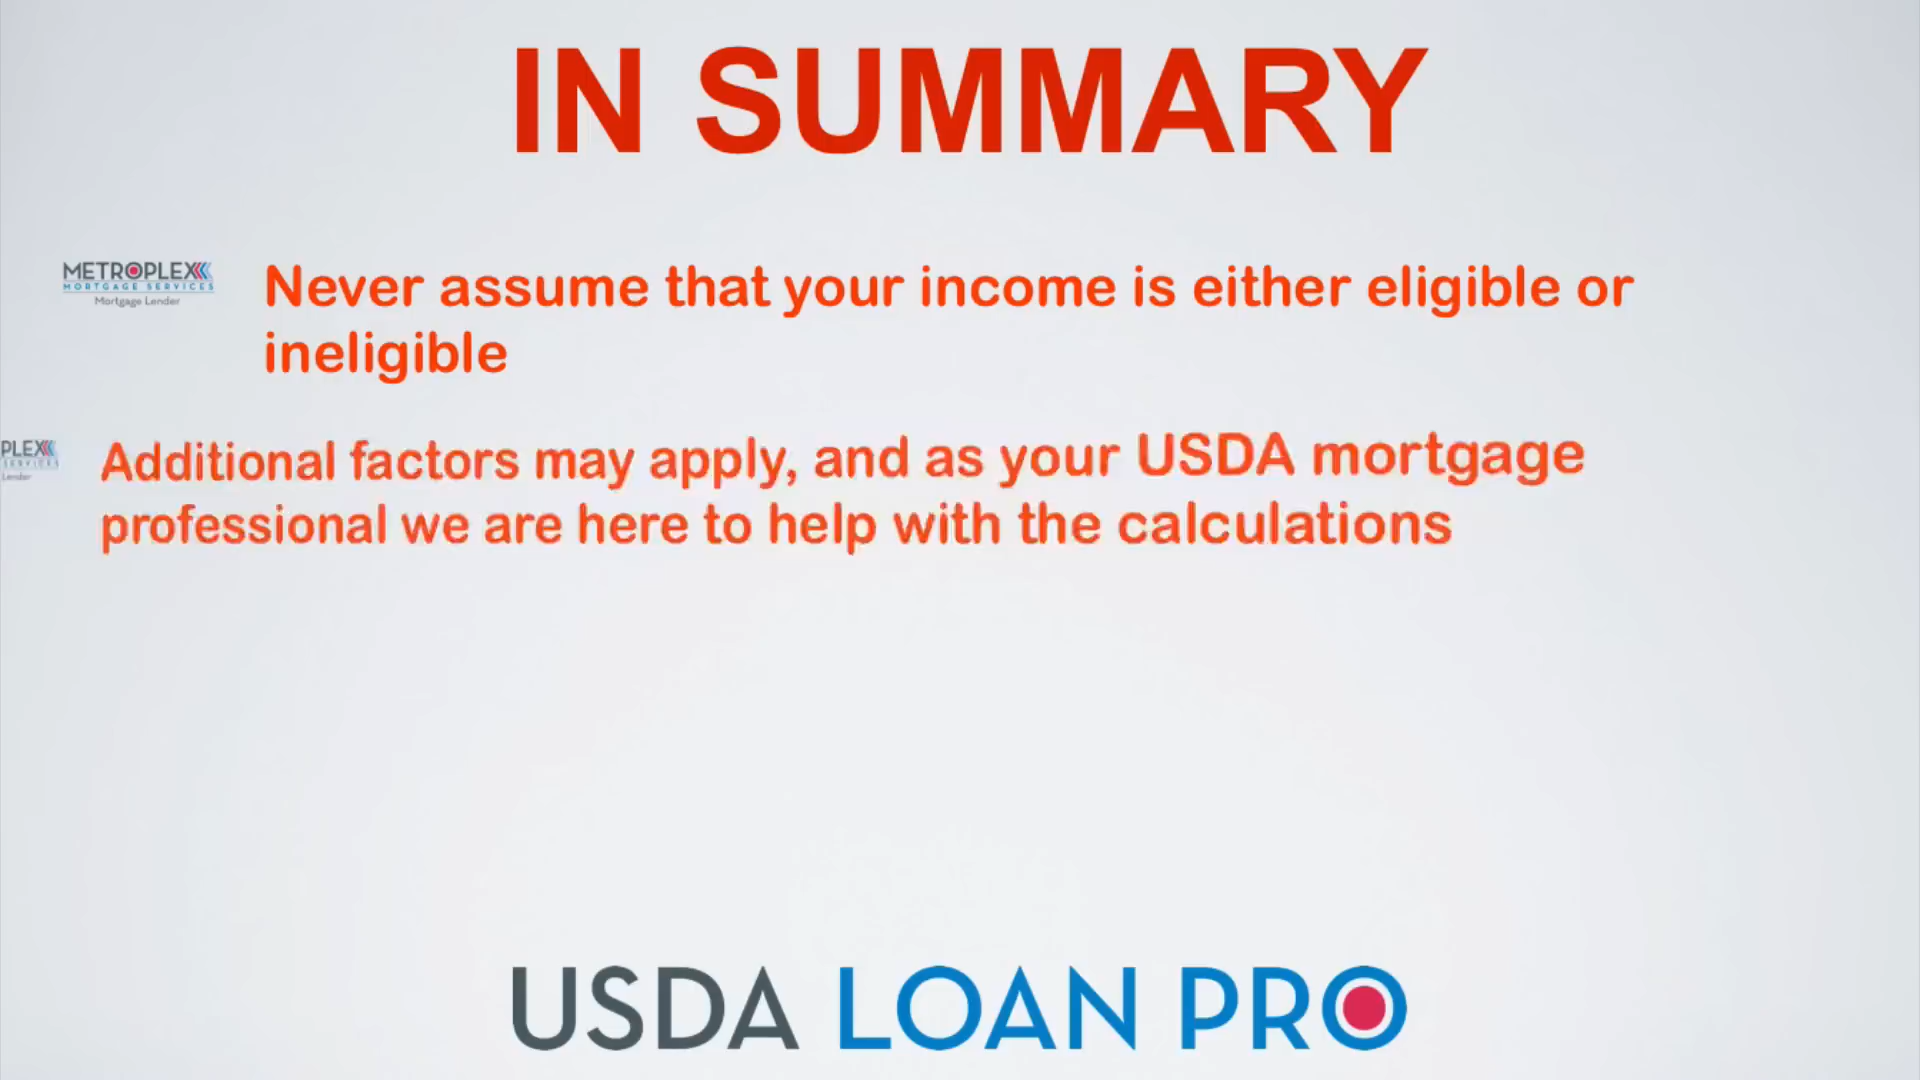 IN SUMMARY
METROPLEX
MORTGAGE SERVICES
Mortgage Lender
Never assume that your income is either eligible or
ineligible
PLEX
SERVICES
Lender
Additional factors may apply, and as your USDA mortgage
professional we are here to help with the calculations
USDA LOAN PRO